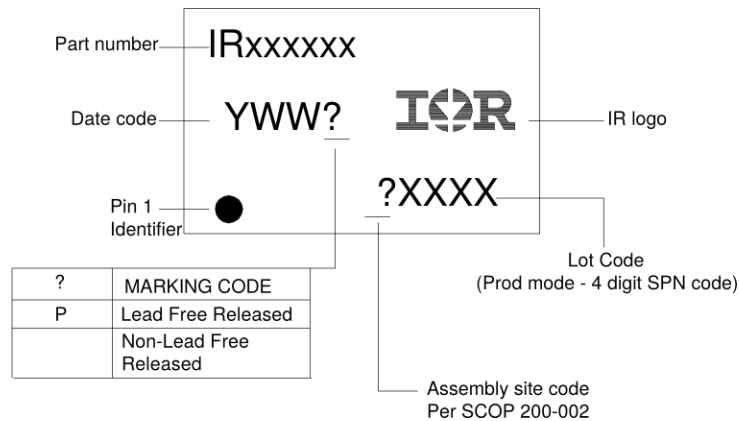 Part number
IRxxxxxx
Date code
YWW?
IOR
IR logo
?XXXX
Pin 1
Identifier
Lot Code
(Prod mode - 4 digit SPN code)
? MARKING CODE
P Lead Free Released
Non-Lead Free
Released
Assembly site code
Per SCOP 200-002